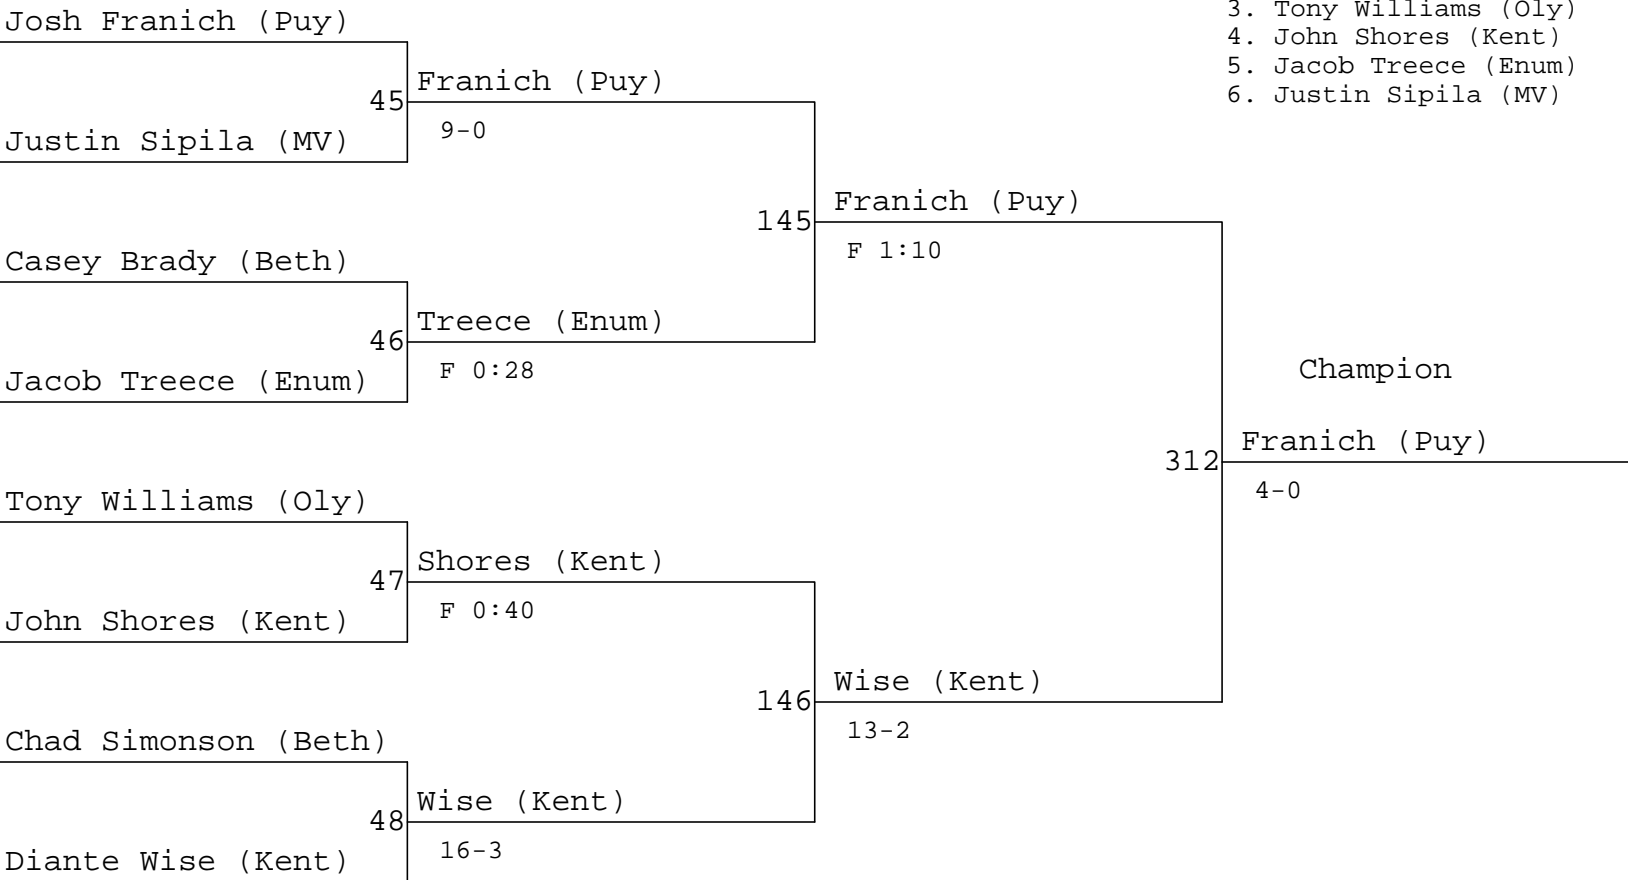 Josh Franich (Puy)
3. Tony Williams (Oly)
4. John Shores (Kent)
5. Jacob Treece (Enum)
6. Justin Sipila (MV)
Franich (Puy)
45
9-0
Justin Sipila (MV)
Franich (Puy)
145
F 1:10
Casey Brady (Beth)
Treece (Enum)
46
F 0:28
Jacob Treece (Enum)
Champion
Franich (Puy)
312
4-0
Tony Williams (Oly)
Shores (Kent)
47
F 0:40
John Shores (Kent)
Wise (Kent)
146
13-2
Chad Simonson (Beth)
Wise (Kent)
48
16-3
Diante Wise (Kent)